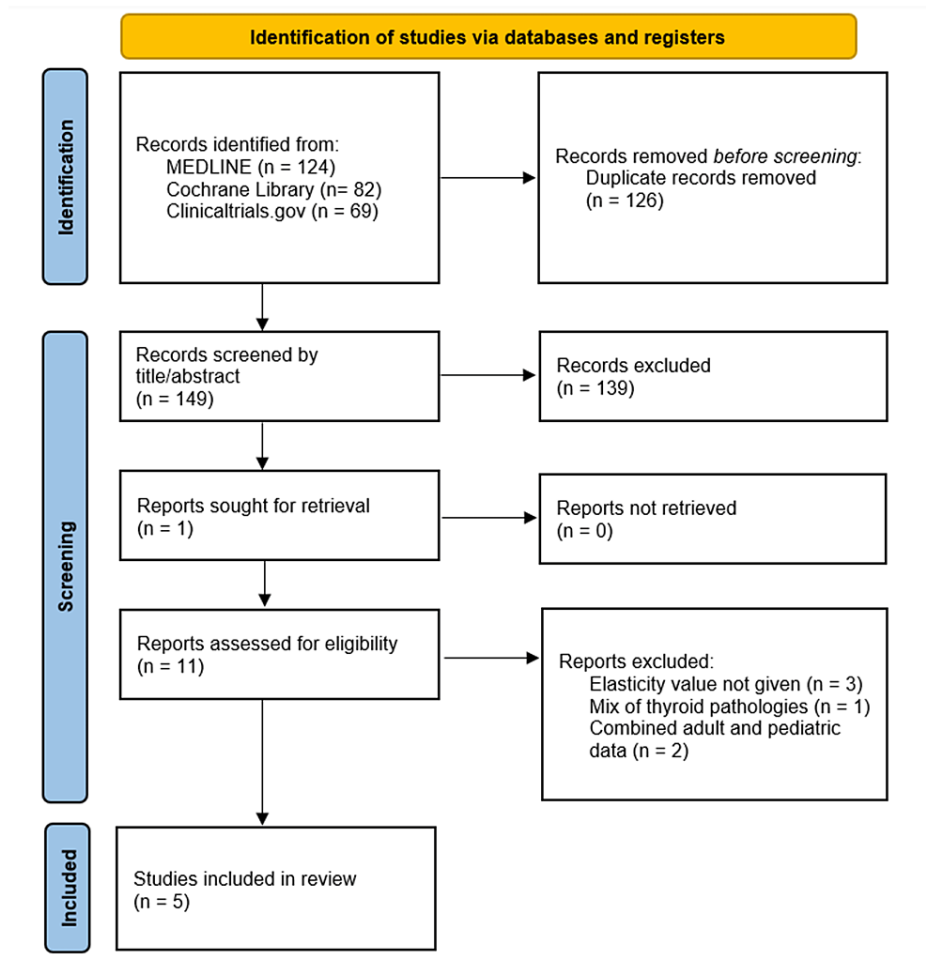 Identification of studies via databases and registers
Identification
Records identified from:
MEDLINE (n = 124)
Cochrane Library (n= 82)
Clinicaltrials.gov (n = 69)
Records removed before screening:
Duplicate records removed
(n = 126)
Screening
Records screened by
title/abstract
(n = 149)
Records excluded
(n = 139)
Reports sought for retrieval
(n = 1)
Reports not retrieved
(n = 0)
Reports assessed for eligibility
(n = 11)
Reports excluded:
Elasticity value not given (n = 3)
Mix of thyroid pathologies (n = 1)
Combined adult and pediatric
data (n = 2)
Included
Studies included in review
(n = 5)